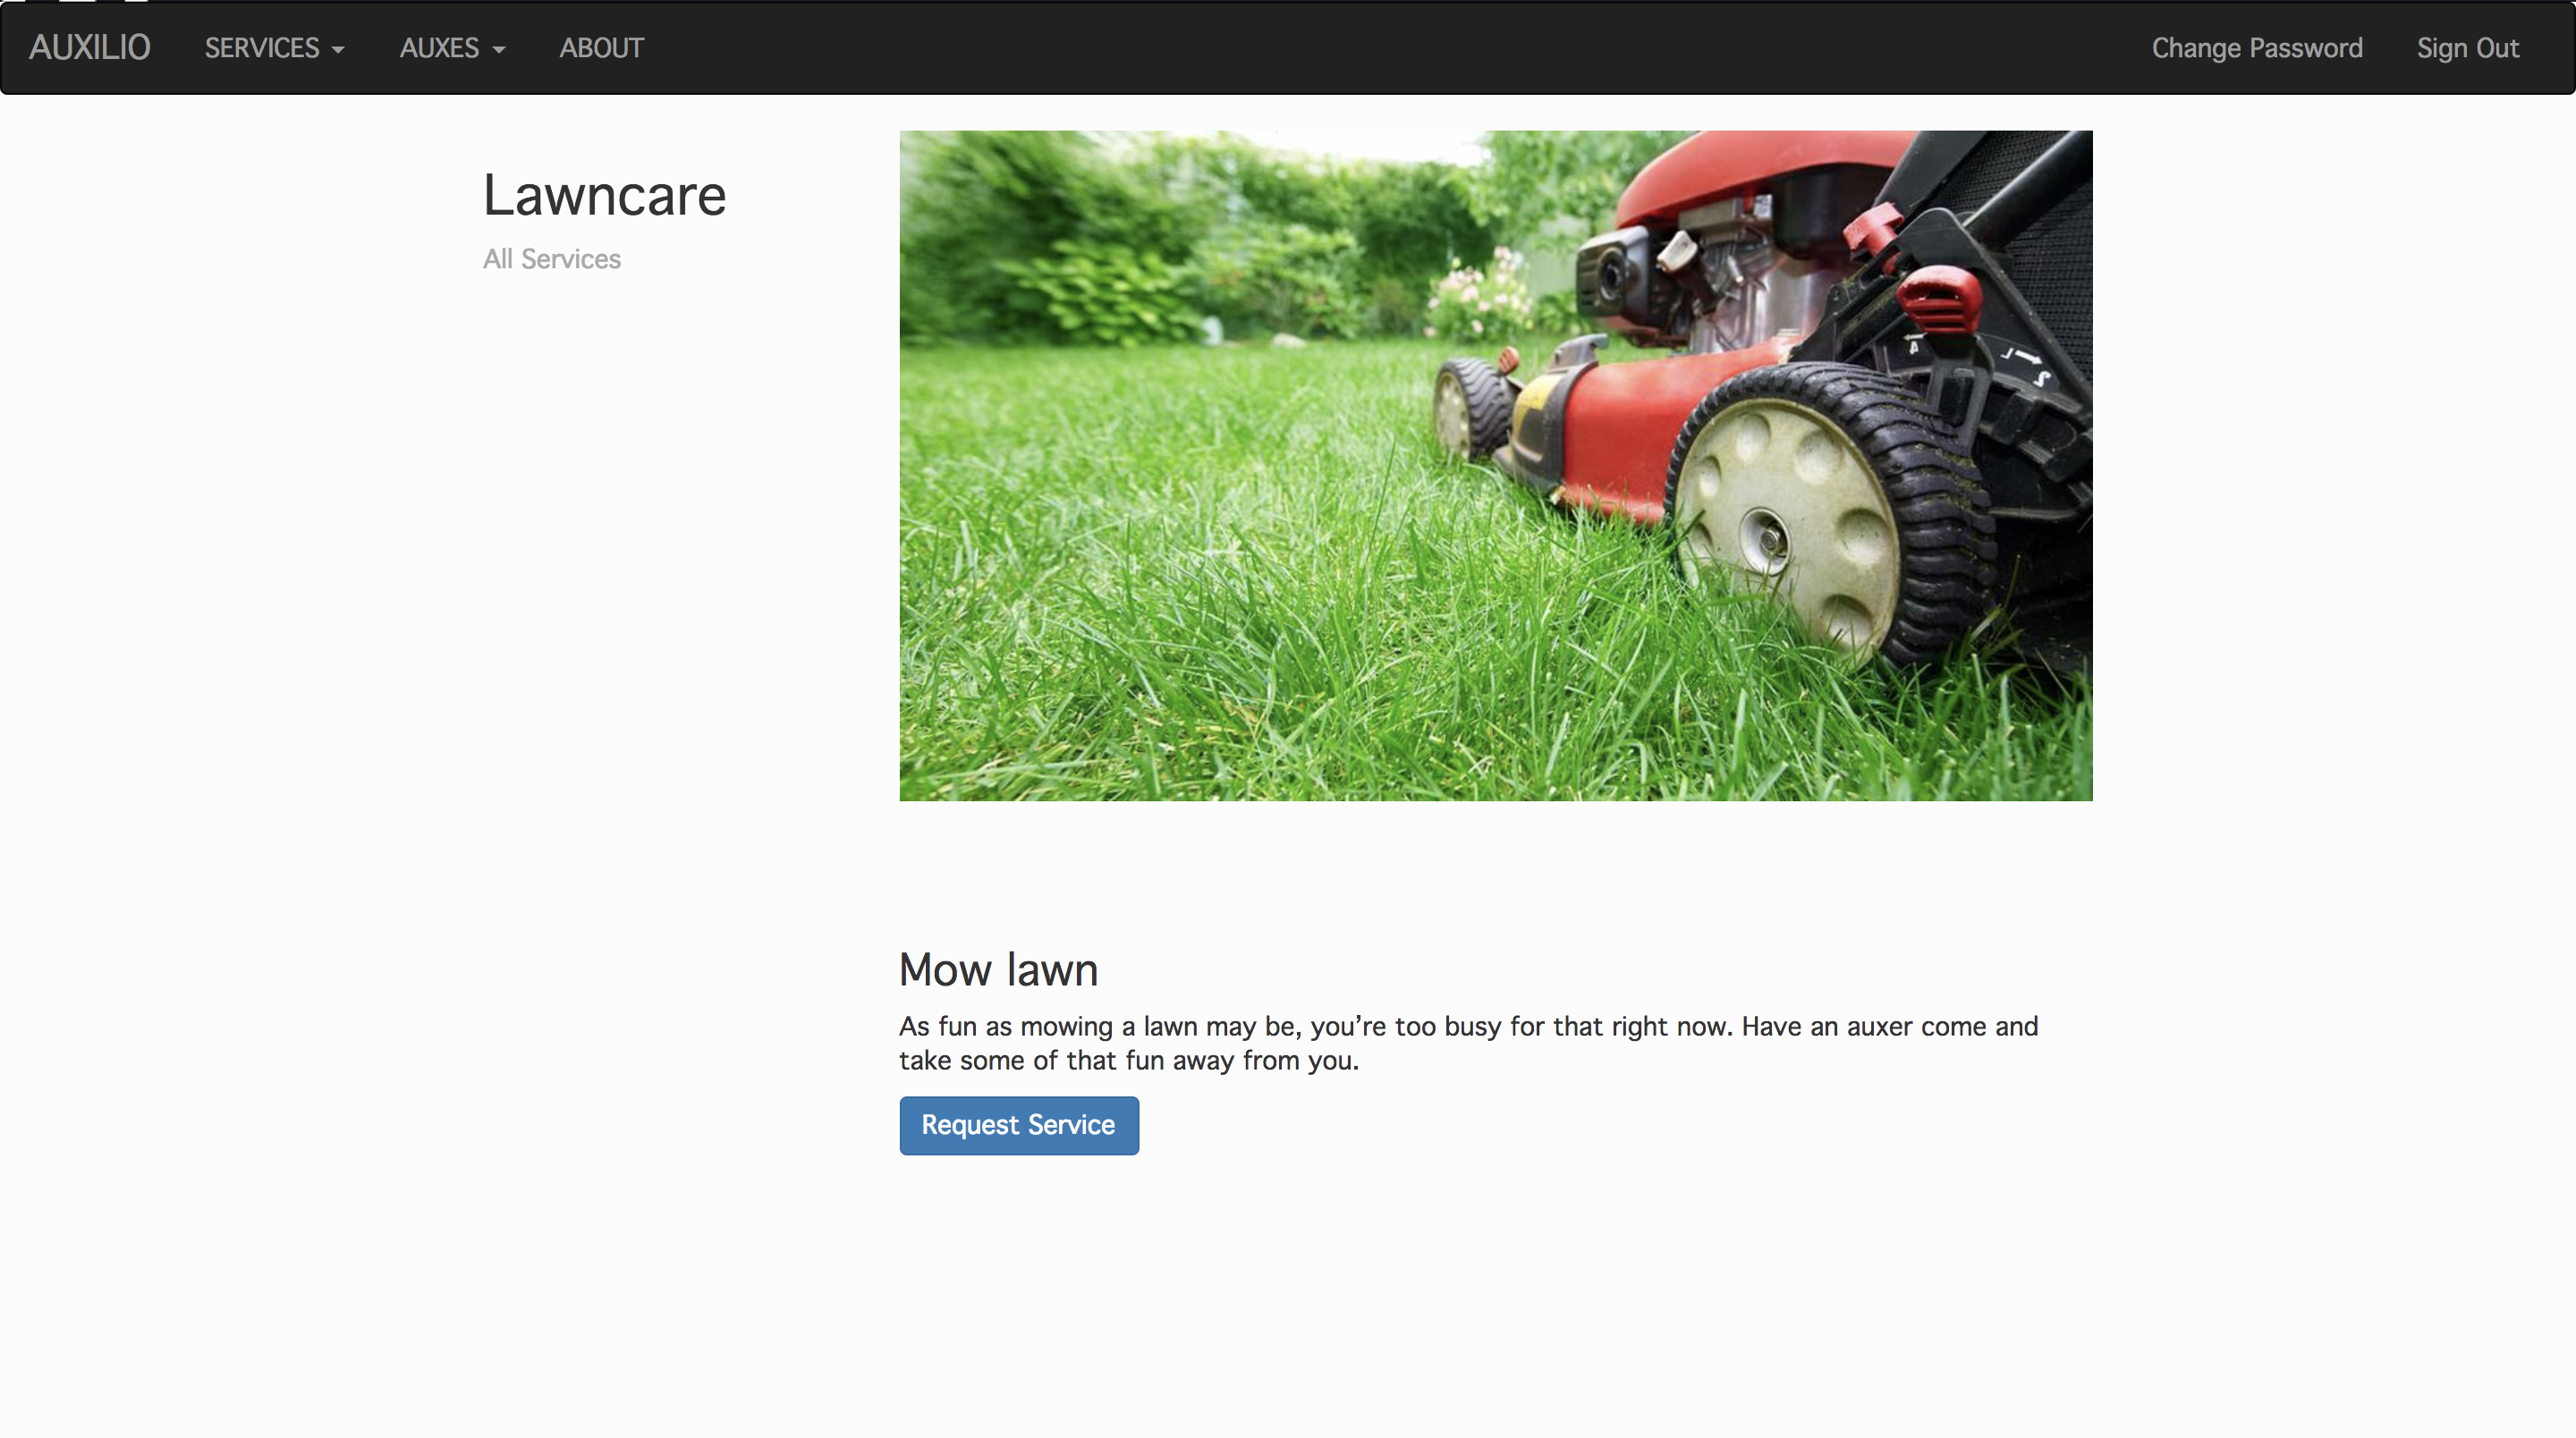 AUXILIO SERVICES AUXES ABOUT Change Password Sign Out
Lawncare
All Services
Mow lawn
As fun as mowing a lawn may be, you’re too busy for that right now. Have an auxer come and
take some of that fun away from you.
Request Service